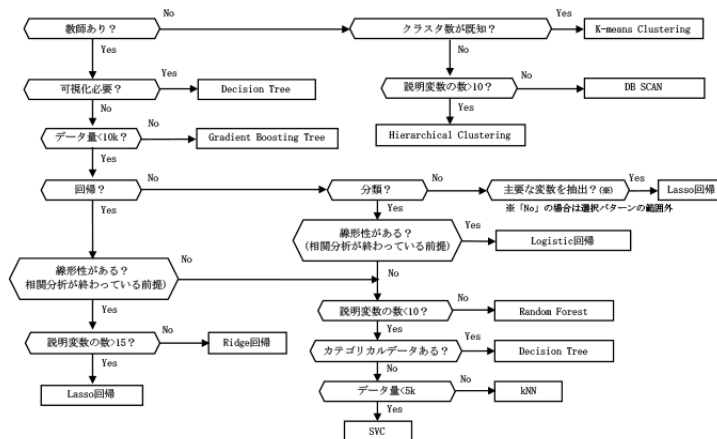 教師あり？
No
クラスタ数が既知？
Yes
K-means Clustering
Yes
No
可視化必要？
Yes
Decision Tree
説明変数の数>10？
No
DB SCAN
No
Yes
データ量<10k？
No
Gradient Boosting Tree
Hierarchical Clustering
Yes
回帰？
No
分類？
No
主要な変数を抽出？(※)
Yes
Lasso回帰
※「No」の場合は選択パターンの範囲外
Yes
Yes
線形性がある？
(相関分析が終わっている前提)
Yes
Logistic回帰
線形性がある？
相関分析が終わっている前提)
No
No
Yes
説明変数の数<10？
No
Random Forest
説明変数の数>15？
No
Ridge回帰
Yes
カテゴリカルデータある？
Yes
Decision Tree
Yes
No
Lasso回帰
データ量<5k
No
kNN
Yes
SVC